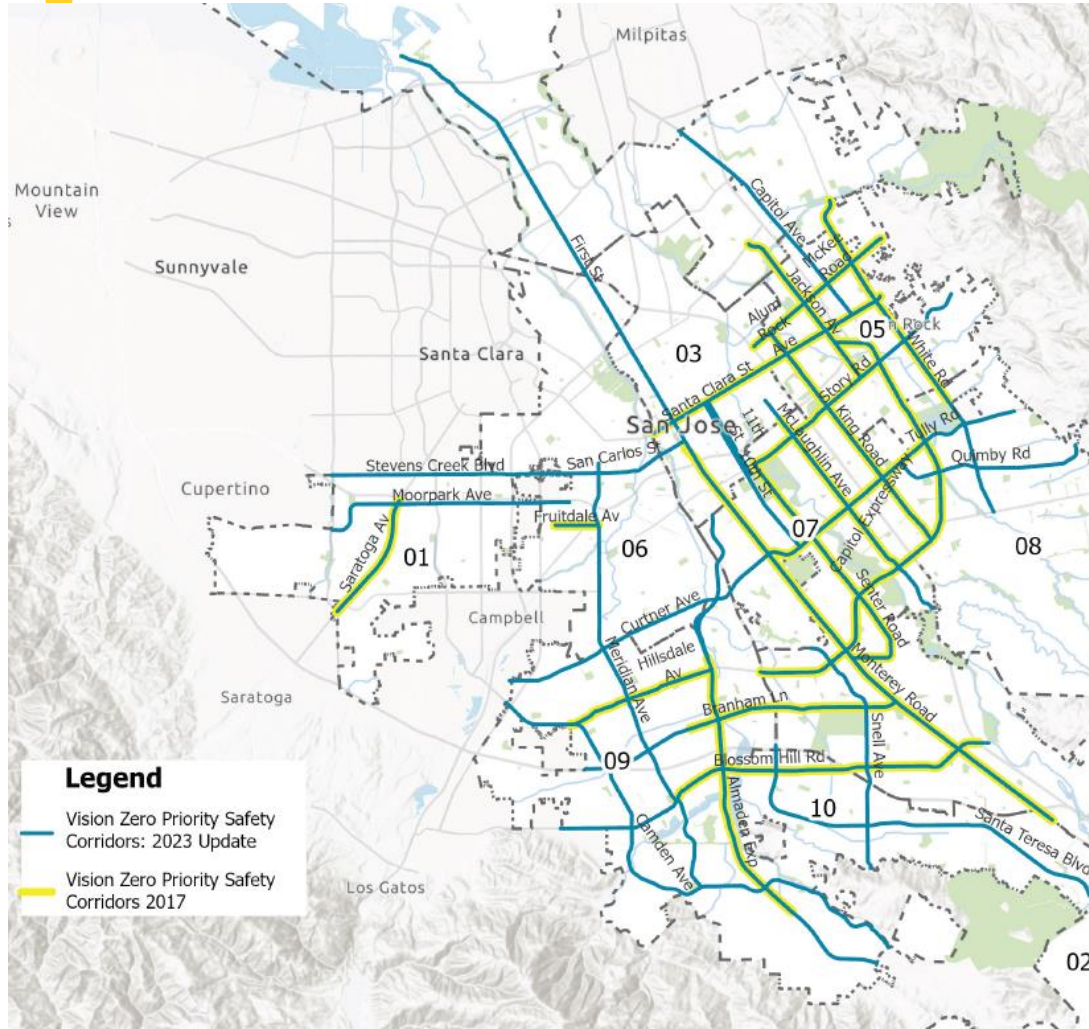 Milpitas
Mountain
View
Sunnyvale
Santa Clara
Cupertino
Saratoga
Campbell
Los Gatos
San Jose
First St
Capitol Ave
McKee
Road
Jackson Av
Alum
Rock
Ave
03
05
n Rock
White Rd
Santa Clara St
Story Rd
King Road
McLaughlin Ave
11th
St
10th St
Tully Rd
Quimby Rd
Capitol Expressway
Stevens Creek Blvd
San Carlos St
Moorpark Ave
Fruitdale Av
Saratoga Av
01
06
07
08
Senter Road
Curtner Ave
Hillsdale
Av
Meridian Ave
Monterey Road
Branham Ln
Snell Ave
Blossom Hill Rd
09
10
Almaden Exp
Camden Ave
Santa Teresa Blvd
02
Legend
Vision Zero Priority Safety
Corridors: 2023 Update
Vision Zero Priority Safety
Corridors 2017